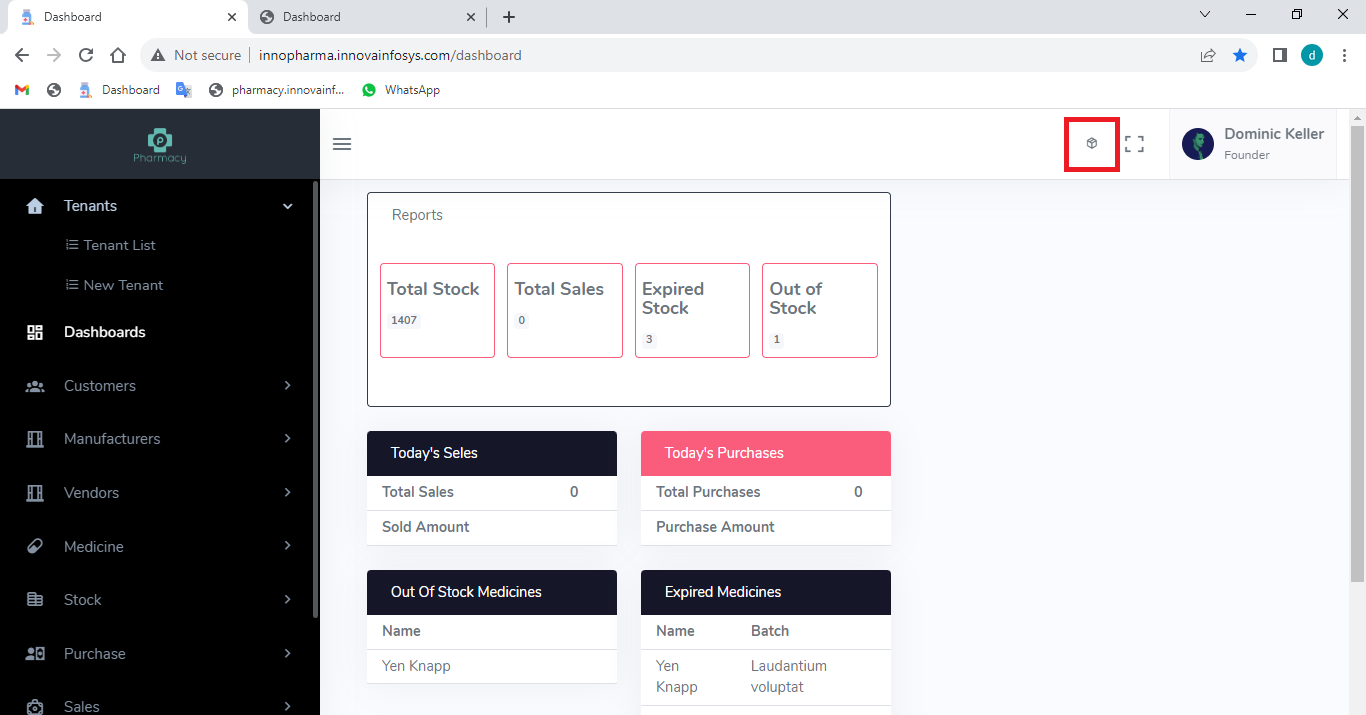 Dashboard
Dashboard
Not secure
innopharma.innovainfosys.com/dashboard
d
Dashboard
pharmacy.innovainf...
WhatsApp
P
Pharmacy
Dominic Keller
Founder
Tenants
Tenant List
New Tenant
Dashboards
Customers
Manufacturers
Vendors
Medicine
Stock
Purchase
Sales
Reports
Total Stock
1407
Total Sales
0
Expired
Stock
3
Out of
Stock
1
Today's Seles
Total Sales 0
Sold Amount
Today's Purchases
Total Purchases 0
Purchase Amount
Out Of Stock Medicines
Name
Yen Knapp
Expired Medicines
Name Batch
Yen Laudantium
Knapp voluptat